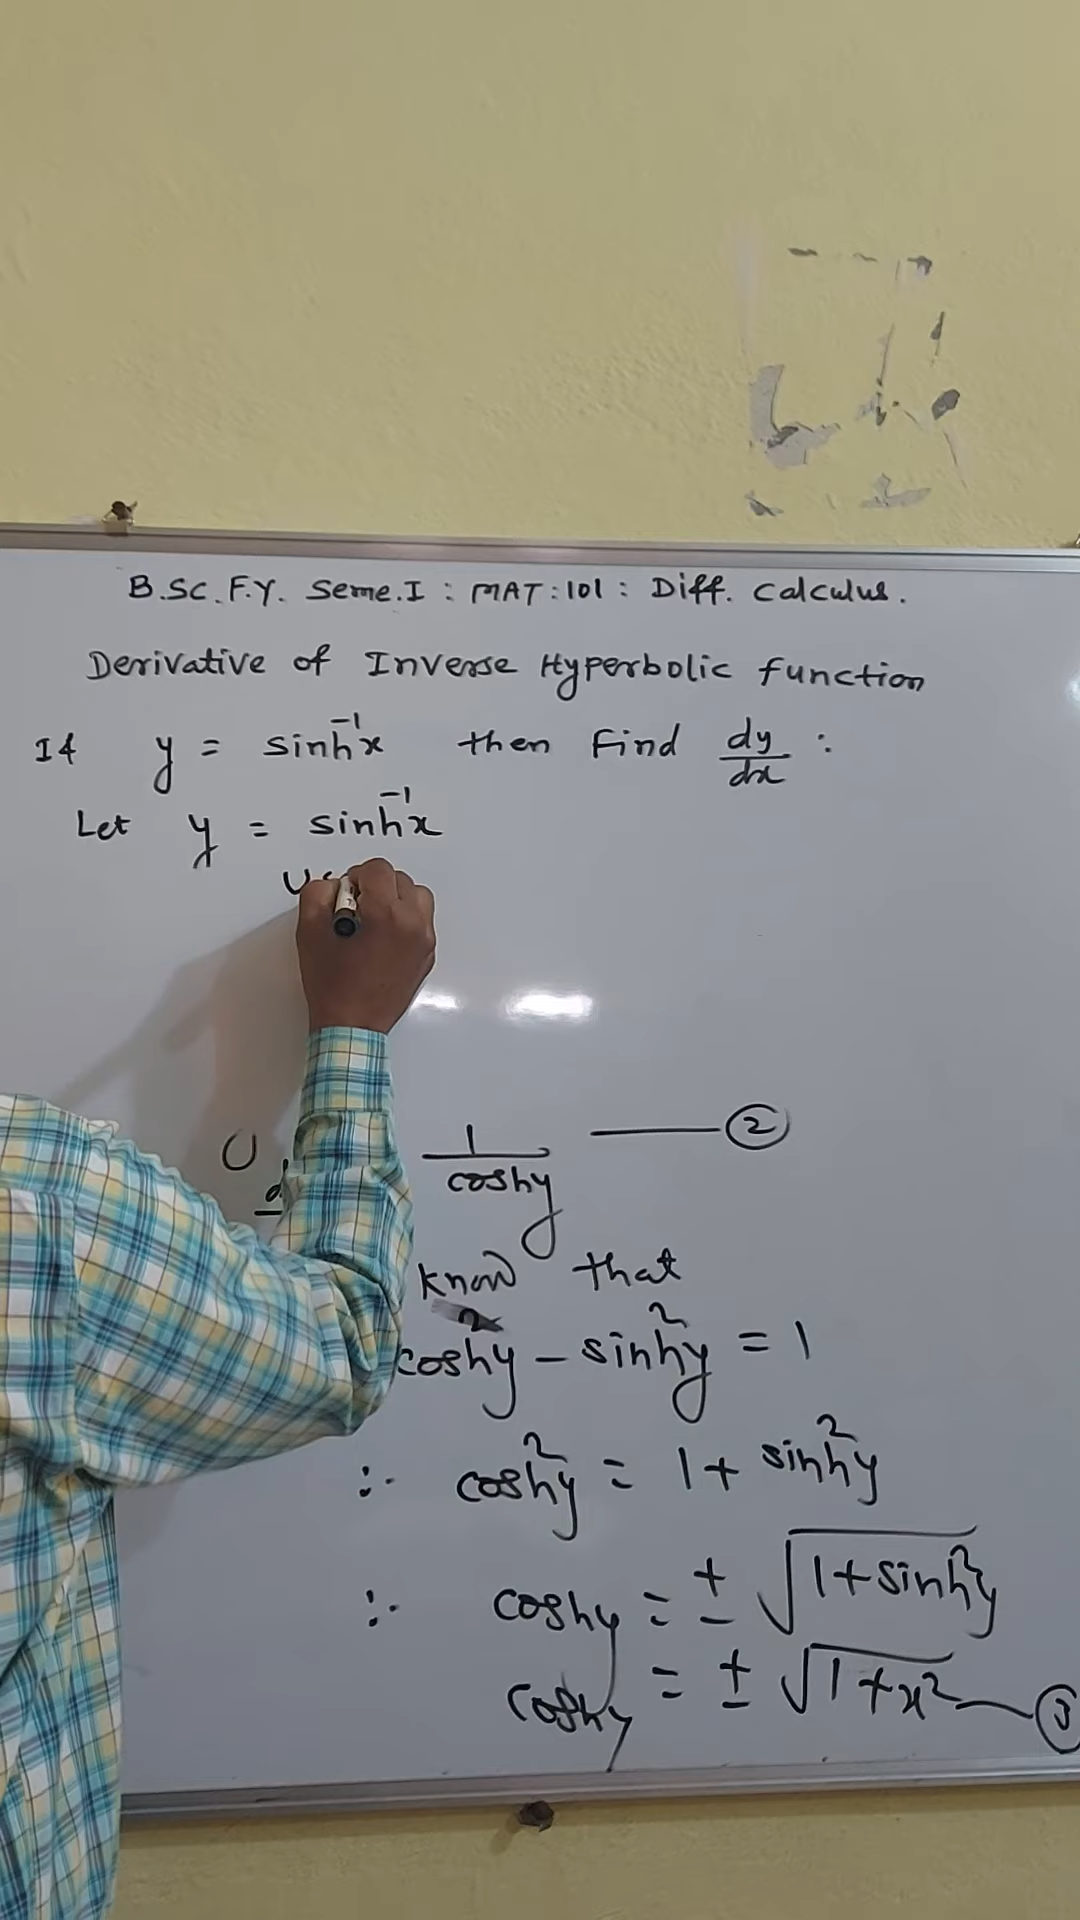 B.SC. F.Y. Seme. I : MAT : 101 : Diff. Calculus.
Derivative of Inverse Hyperbolic function
If y = sinh⁻¹x then Find dy/dx :
Let y = sinh⁻¹x
1/coshy —— ②
know that
cosh²y – sinh²y = 1
∴ cosh²y = 1 + sinh²y
∴ coshy = ± √(1+sinh²y)
coshy = ± √(1+x²) —— ③